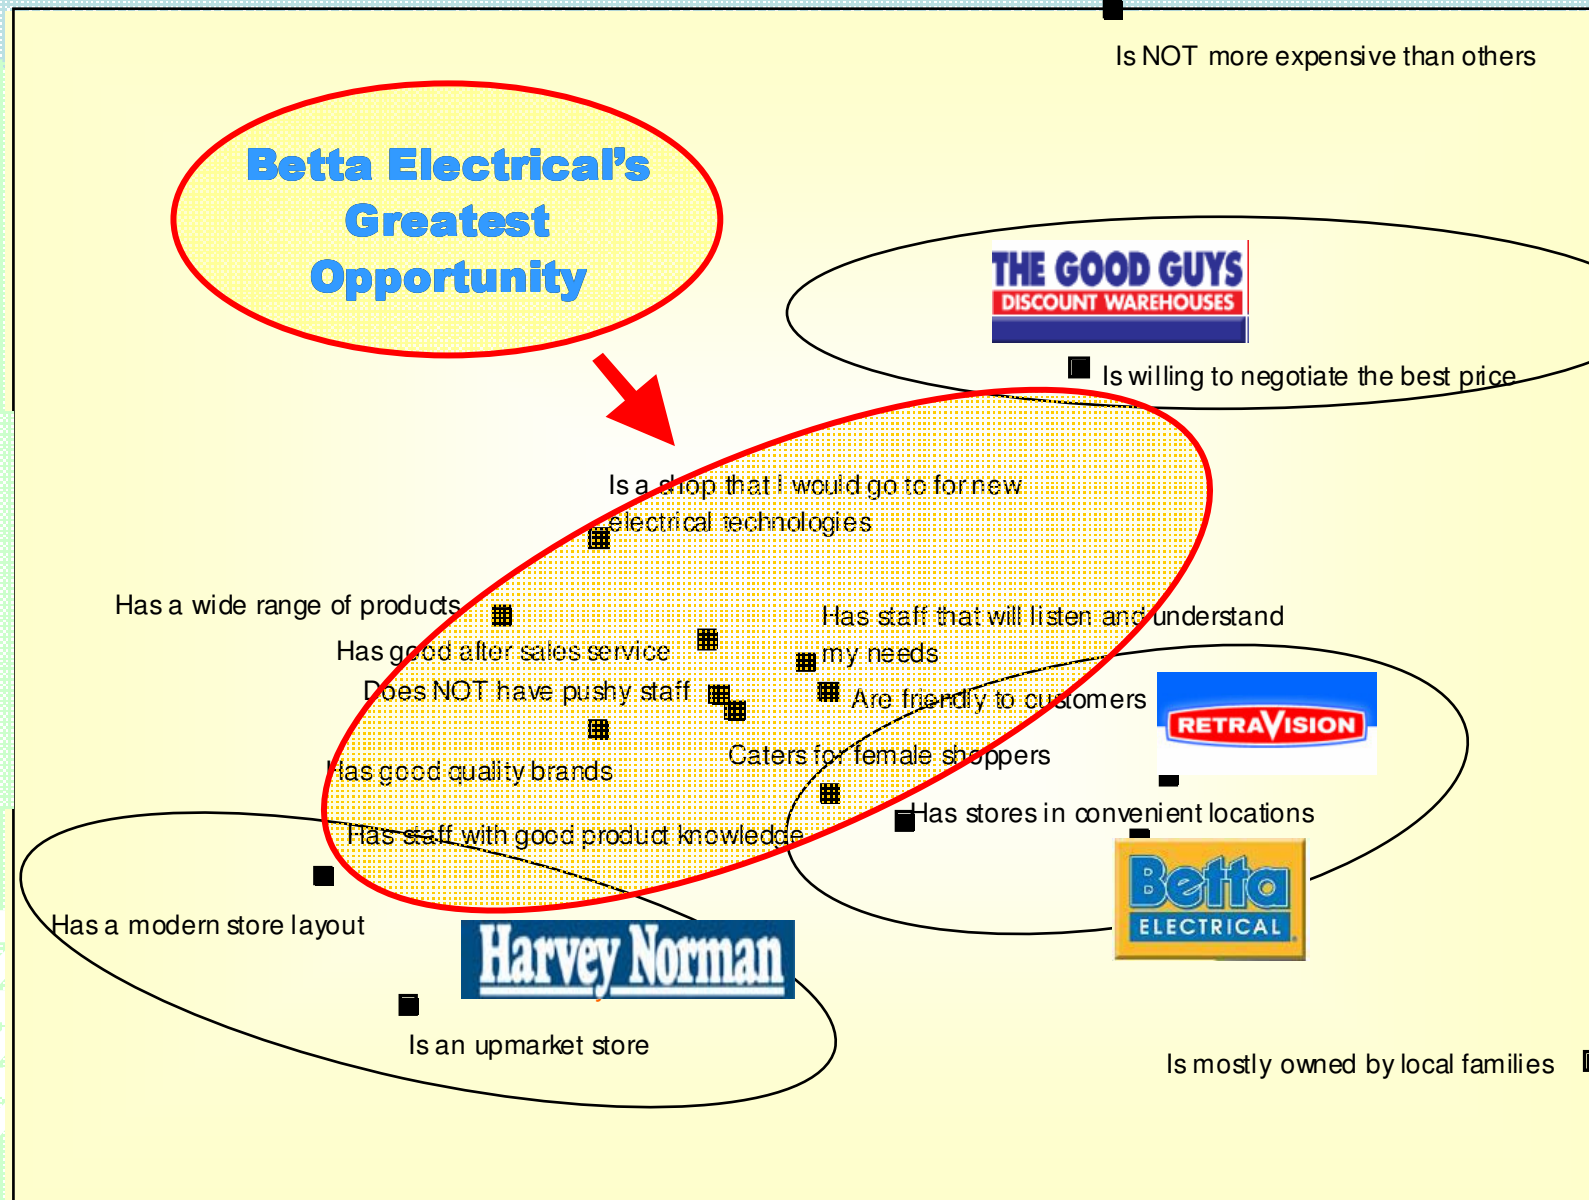 Is NOT more expensive than others
Betta Electrical's
Greatest
Opportunity
THE GOOD GUYS
DISCOUNT WAREHOUSES
Is willing to negotiate the best price
Is a shop that I would go to for new
electrical technologies
Has a wide range of products
Has staff that will listen and understand
my needs
Has good after sales service
Does NOT have pushy staff
Are friendly to customers
RETRAVISION
Caters for female shoppers
Has good quality brands
Has stores in convenient locations
Has staff with good product knowledge
Betta
ELECTRICAL
Has a modern store layout
Harvey Norman
Is an upmarket store
Is mostly owned by local families